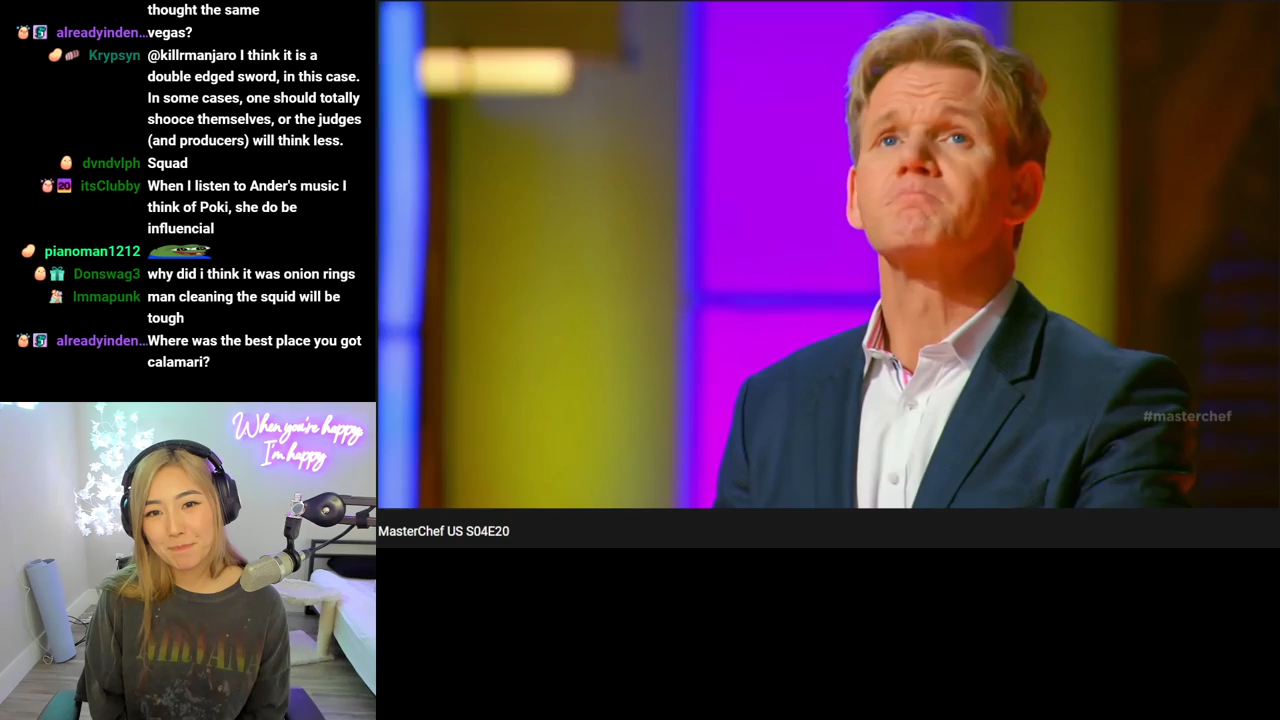 thought the same
alreadyinden... vegas?
Krypsyn @killrmanjaro I think it is a
double edged sword, in this case.
In some cases, one should totally
shooce themselves, or the judges
(and producers) will think less.
dvndvlph Squad
20 itsClubby When I listen to Ander's music I
think of Poki, she do be
influencial
pianoman1212
Donswag3 why did i think it was onion rings
Immapunk man cleaning the squid will be
tough
alreadyinden... Where was the best place you got
calamari?
When you're happy
I'm happy
NIRVANA
#masterchef
MasterChef US S04E20